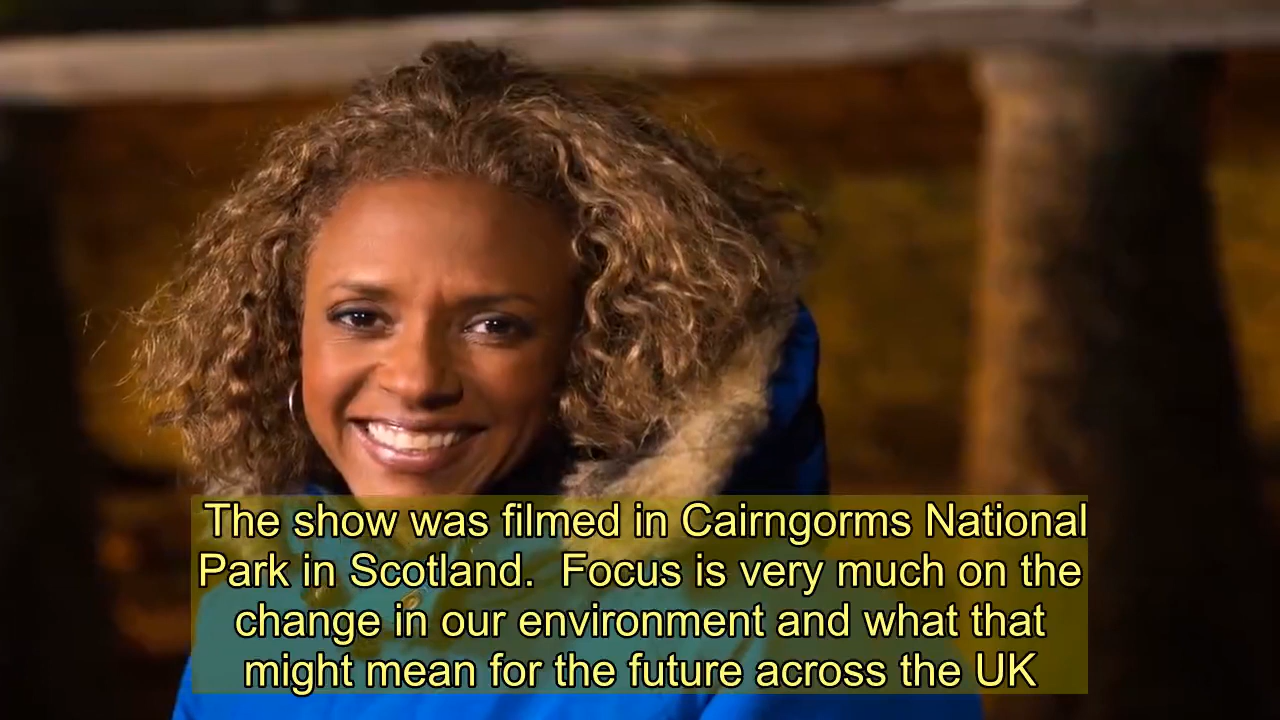 The show was filmed in Cairngorms National
Park in Scotland.  Focus is very much on the
change in our environment and what that
might mean for the future across the UK